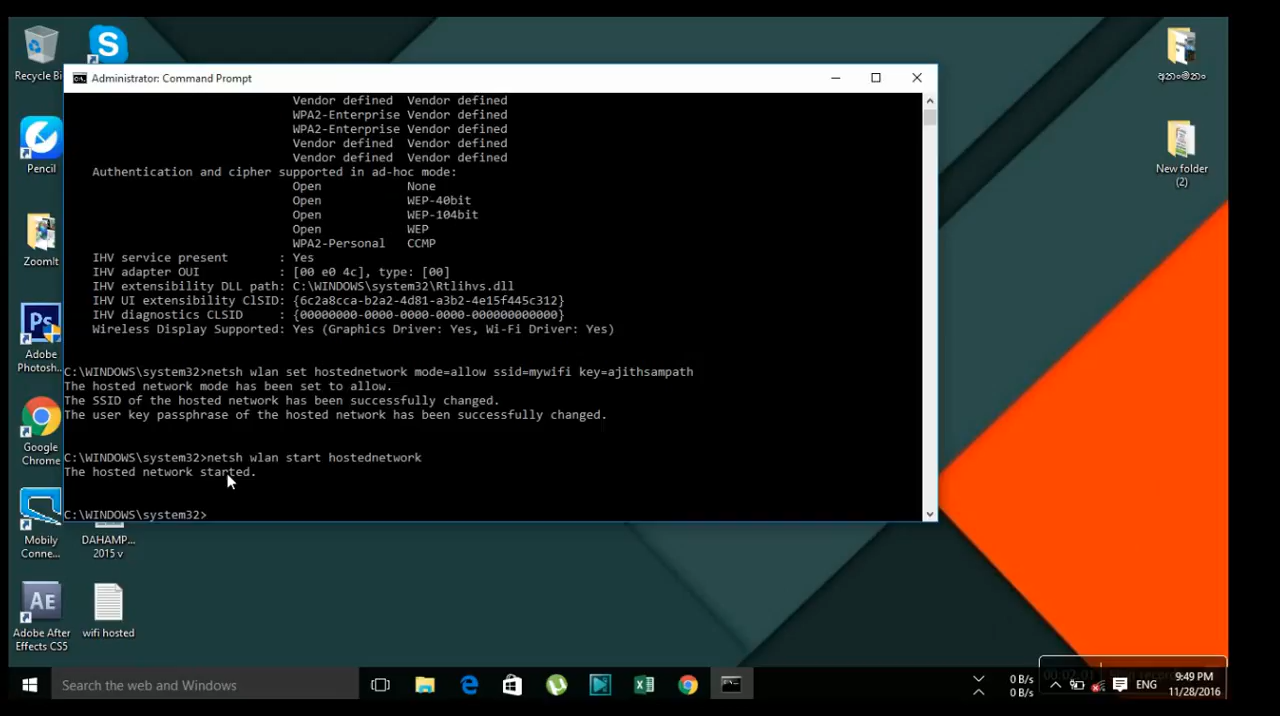 Recycle Bi
Administrator: Command Prompt
Vendor defined Vendor defined
WPA2-Enterprise Vendor defined
WPA2-Enterprise Vendor defined
Vendor defined Vendor defined
Vendor defined Vendor defined
Authentication and cipher supported in ad-hoc mode:
Open None
Open WEP-40bit
Open WEP-104bit
Open WEP
WPA2-Personal CCMP
IHV service present : Yes
IHV adapter OUI : [00 e0 4c], type: [00]
IHV extensibility DLL path: C:\WINDOWS\system32\Rtlihvs.dll
IHV UI extensibility ClSID: {6c2a8cca-b2a2-4d81-a3b2-4e15f445c312}
IHV diagnostics CLSID : {00000000-0000-0000-0000-000000000000}
Wireless Display Supported: Yes (Graphics Driver: Yes, Wi-Fi Driver: Yes)
C:\WINDOWS\system32>netsh wlan set hostednetwork mode=allow ssid=mywifi key=ajithsampath
The hosted network mode has been set to allow.
The SSID of the hosted network has been successfully changed.
The user key passphrase of the hosted network has been successfully changed.
C:\WINDOWS\system32>netsh wlan start hostednetwork
The hosted network started.
C:\WINDOWS\system32>
Pencil
ZoomIt
Ps
Adobe
Photosh...
Google
Chrome
Mobily
Conne...
DAHAMP...
2015 v
AE
Adobe After
Effects CS5
wifi hosted
New folder
(2)
Search the web and Windows
0 B/s
0 B/s
ENG
9:49 PM
11/28/2016